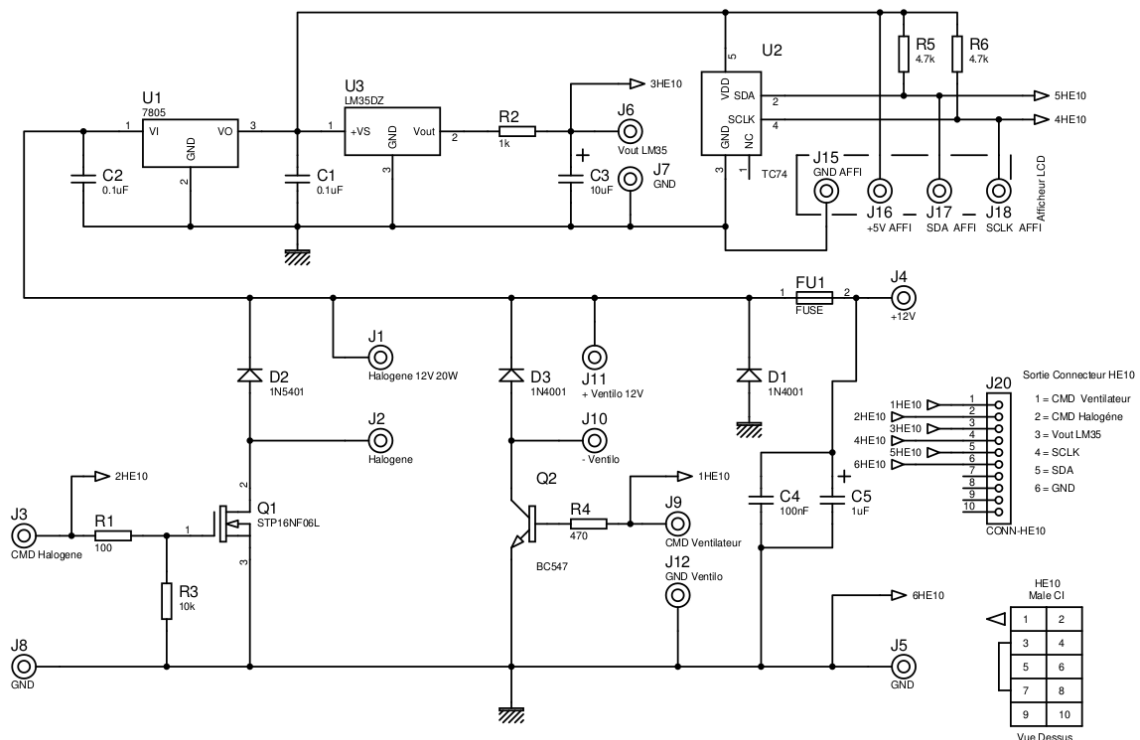 R5
4.7k
R6
4.7k
U2
5
VDD
SDA
2
SCLK
4
GND
NC
3
1
TC74
5HE10
4HE10
U1
7805
1
VI
VO
3
GND
2
U3
LM35DZ
1
+VS
Vout
2
GND
3
R2
1k
3HE10
J6
Vout LM35
J7
GND
C2
0.1uF
C1
0.1uF
+
C3
10uF
J15
GND AFFI
J16
+5V AFFI
J17
SDA AFFI
J18
SCLK AFFI
Afficheur LCD
FU1
1
2
FUSE
J4
+12V
J1
Halogene 12V 20W
D2
1N5401
D3
1N4001
J11
+ Ventilo 12V
D1
1N4001
J2
Halogene
J10
- Ventilo
Sortie Connecteur HE10
J20
1HE10
2HE10
3HE10
4HE10
5HE10
6HE10
1
2
3
4
5
6
7
8
9
10
CONN-HE10
1 = CMD Ventilateur
2 = CMD Halogéne
3 = Vout LM35
4 = SCLK
5 = SDA
6 = GND
2HE10
J3
CMD Halogene
R1
100
1
2
Q1
STP16NF06L
3
R3
10k
Q2
BC547
R4
470
1HE10
J9
CMD Ventilateur
J12
GND Ventilo
C4
100nF
+
C5
1uF
6HE10
J8
GND
J5
GND
HE10
Male CI
1 2
3 4
5 6
7 8
9 10
Vue Dessus